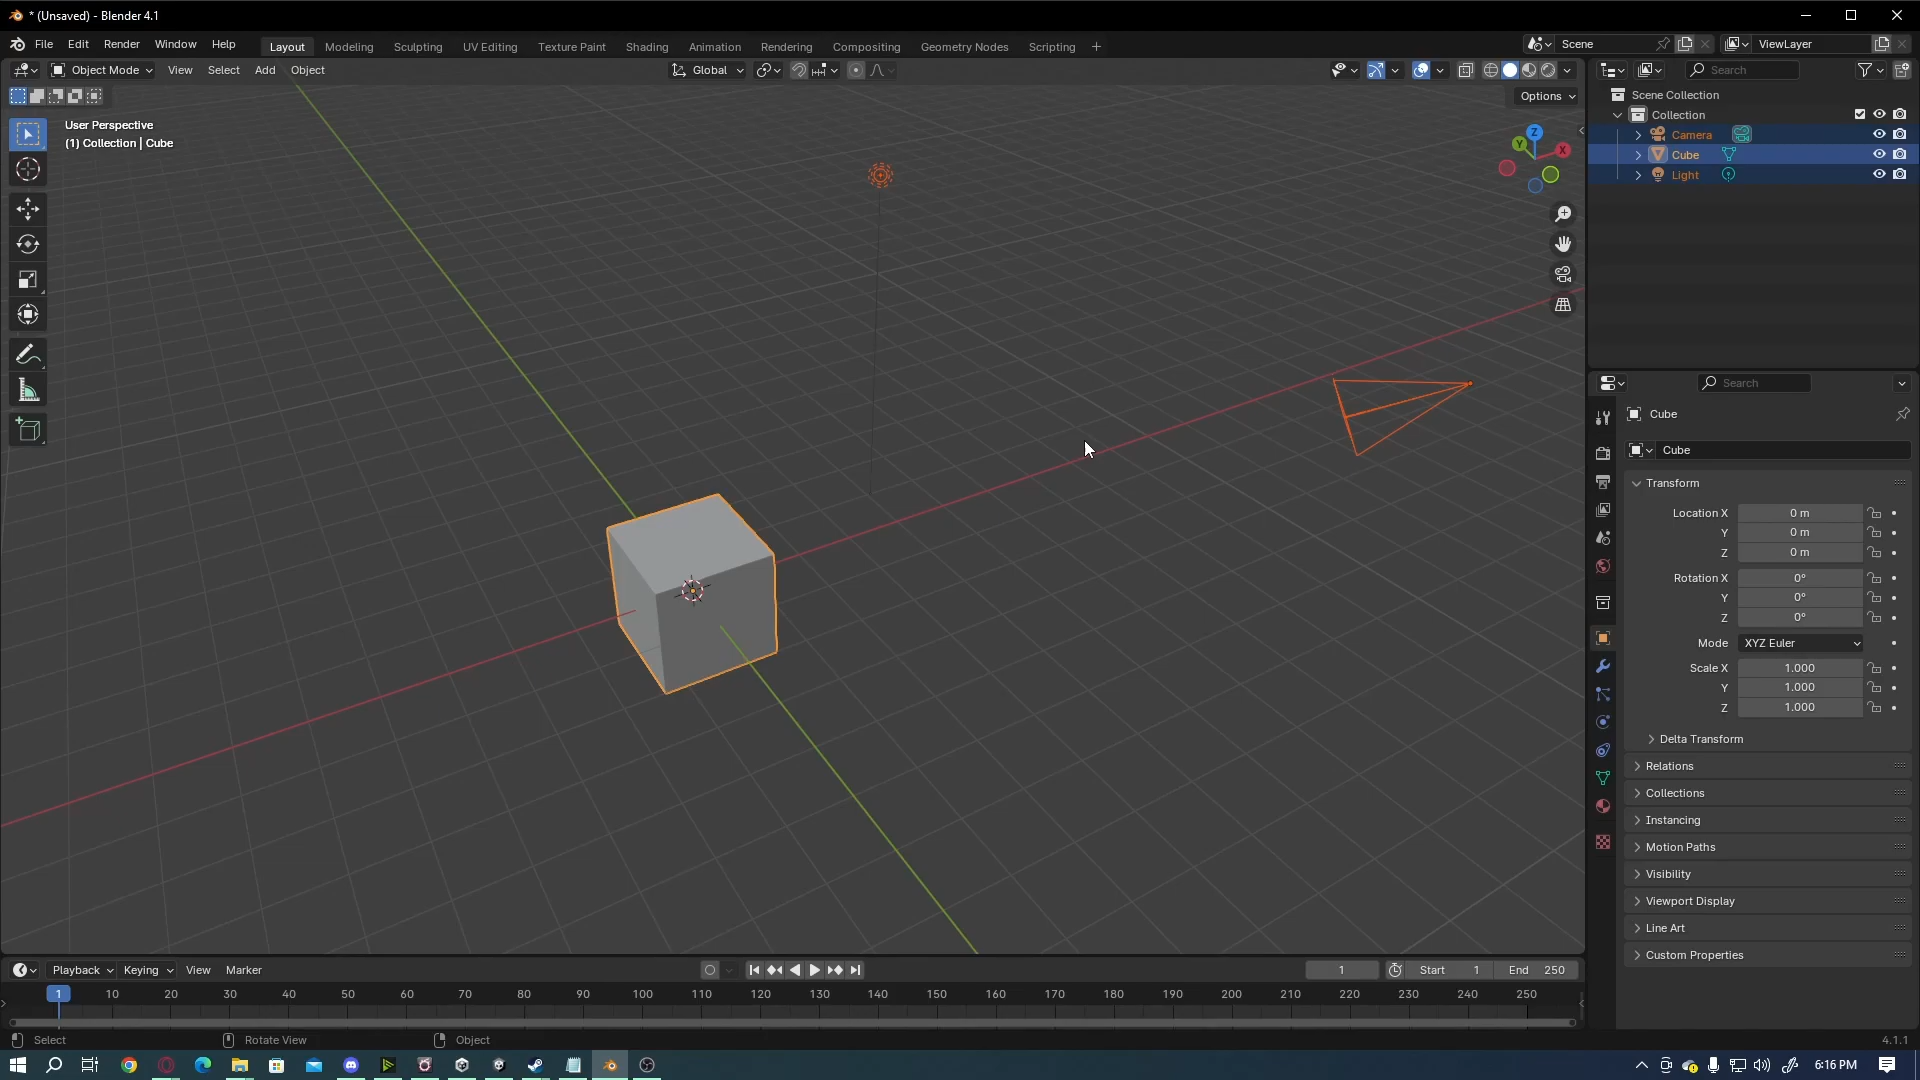 * (Unsaved) - Blender 4.1
File Edit Render Window Help Layout Modeling Sculpting UV Editing Texture Paint Shading Animation Rendering Compositing Geometry Nodes Scripting + Scene ViewLayer
Object Mode View Select Add Object Global Search
Options
User Perspective
(1) Collection | Cube
Z
Y
X
Scene Collection
Collection
Camera
Cube
Light
Search
Cube
Cube
Transform
Location X 0 m
Y 0 m
Z 0 m
Rotation X 0°
Y 0°
Z 0°
Mode XYZ Euler
Scale X 1.000
Y 1.000
Z 1.000
Delta Transform
Relations
Collections
Instancing
Motion Paths
Visibility
Viewport Display
Line Art
Custom Properties
Playback Keying View Marker 1 Start 1 End 250
1 10 20 30 40 50 60 70 80 90 100 110 120 130 140 150 160 170 180 190 200 210 220 230 240 250
Select Rotate View Object 4.1.1
6:16 PM